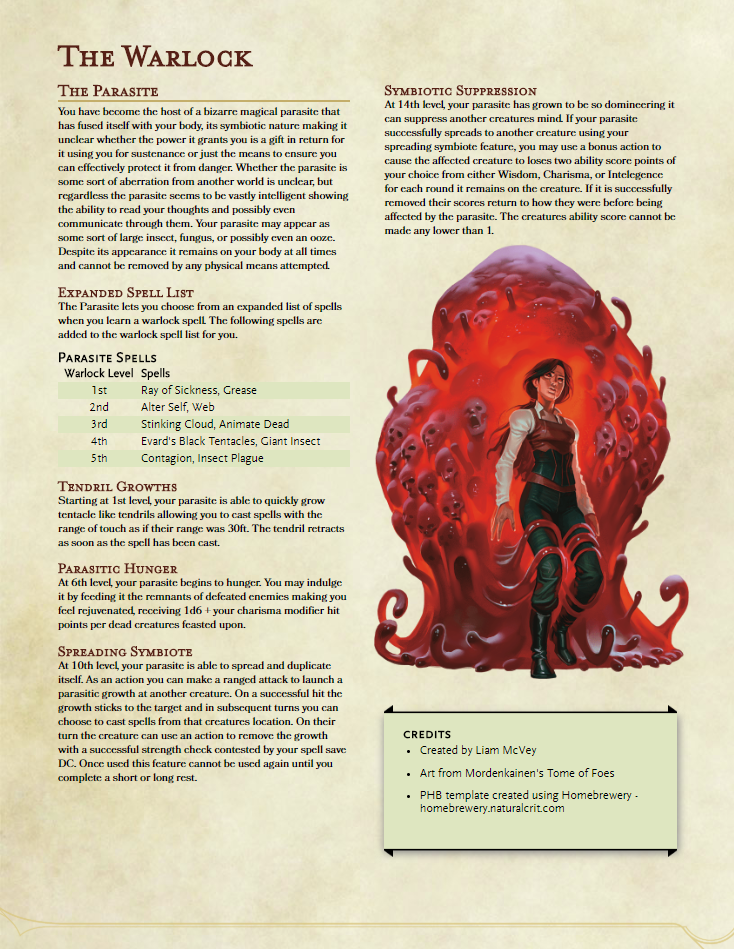 The Warlock
The Parasite
You have become the host of a bizarre magical parasite that
has fused itself with your body, its symbiotic nature making it
unclear whether the power it grants you is a gift in return for
it using you for sustenance or just the means to ensure you
can effectively protect it from danger. Whether the parasite is
some sort of aberration from another world is unclear, but
regardless the parasite seems to be vastly intelligent showing
the ability to read your thoughts and possibly even
communicate through them. Your parasite may appear as
some sort of large insect, fungus, or possibly even an ooze.
Despite its appearance it remains on your body at all times
and cannot be removed by any physical means attempted.
Expanded Spell List
The Parasite lets you choose from an expanded list of spells
when you learn a warlock spell. The following spells are
added to the warlock spell list for you.
Parasite Spells
Warlock Level Spells
1st Ray of Sickness, Grease
2nd Alter Self, Web
3rd Stinking Cloud, Animate Dead
4th Evard's Black Tentacles, Giant Insect
5th Contagion, Insect Plague
Tendril Growths
Starting at 1st level, your parasite is able to quickly grow
tentacle like tendrils allowing you to cast spells with the
range of touch as if their range was 30ft. The tendril retracts
as soon as the spell has been cast.
Parasitic Hunger
At 6th level, your parasite begins to hunger. You may indulge
it by feeding it the remnants of defeated enemies making you
feel rejuvenated, receiving 1d6 + your charisma modifier hit
points per dead creatures feasted upon.
Spreading Symbiote
At 10th level, your parasite is able to spread and duplicate
itself. As an action you can make a ranged attack to launch a
parasitic growth at another creature. On a successful hit the
growth sticks to the target and in subsequent turns you can
choose to cast spells from that creatures location. On their
turn the creature can use an action to remove the growth
with a successful strength check contested by your spell save
DC. Once used this feature cannot be used again until you
complete a short or long rest.
Symbiotic Suppression
At 14th level, your parasite has grown to be so domineering it
can suppress another creatures mind. If your parasite
successfully spreads to another creature using your
spreading symbiote feature, you may use a bonus action to
cause the affected creature to loses two ability score points of
your choice from either Wisdom, Charisma, or Intelegence
for each round it remains on the creature. If it is successfully
removed their scores return to how they were before being
affected by the parasite. The creatures ability score cannot be
made any lower than 1.
CREDITS
• Created by Liam McVey
• Art from Mordenkainen's Tome of Foes
• PHB template created using Homebrewery -
homebrewery.naturalcrit.com